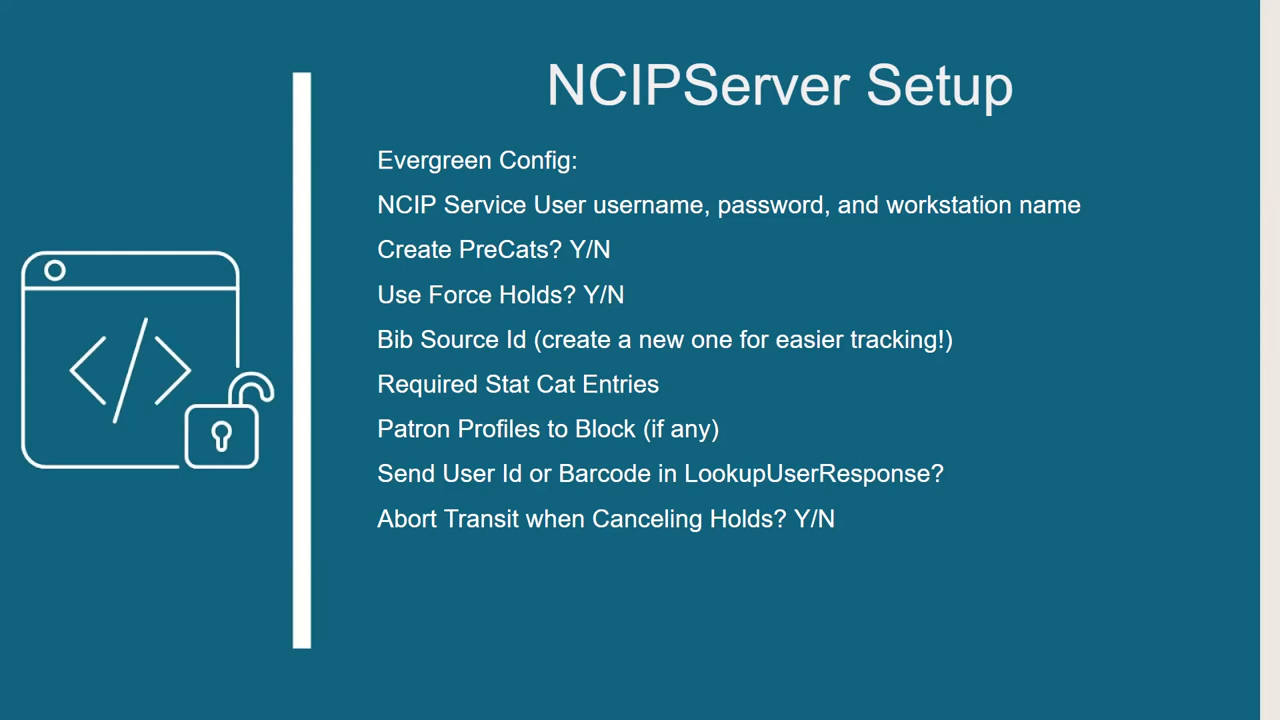 NCIPServer Setup
Evergreen Config:
NCIP Service User username, password, and workstation name
Create PreCats? Y/N
Use Force Holds? Y/N
Bib Source Id (create a new one for easier tracking!)
Required Stat Cat Entries
Patron Profiles to Block (if any)
Send User Id or Barcode in LookupUserResponse?
Abort Transit when Canceling Holds? Y/N